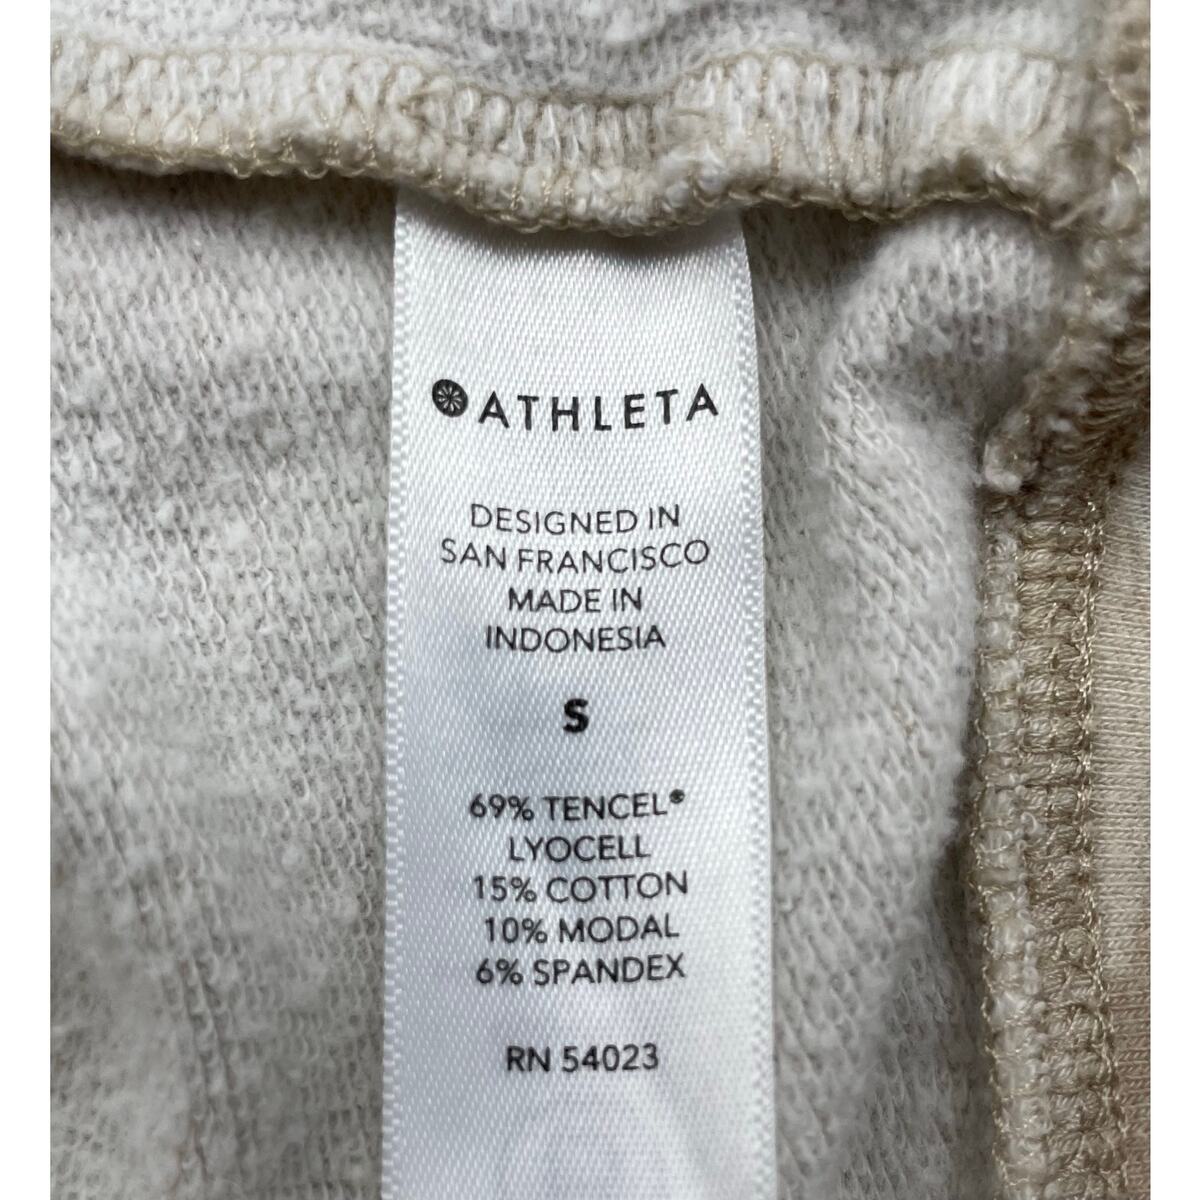 ATHLETA
DESIGNED IN
SAN FRANCISCO
MADE IN
INDONESIA
S
69% TENCEL®
LYOCELL
15% COTTON
10% MODAL
6% SPANDEX
RN 54023